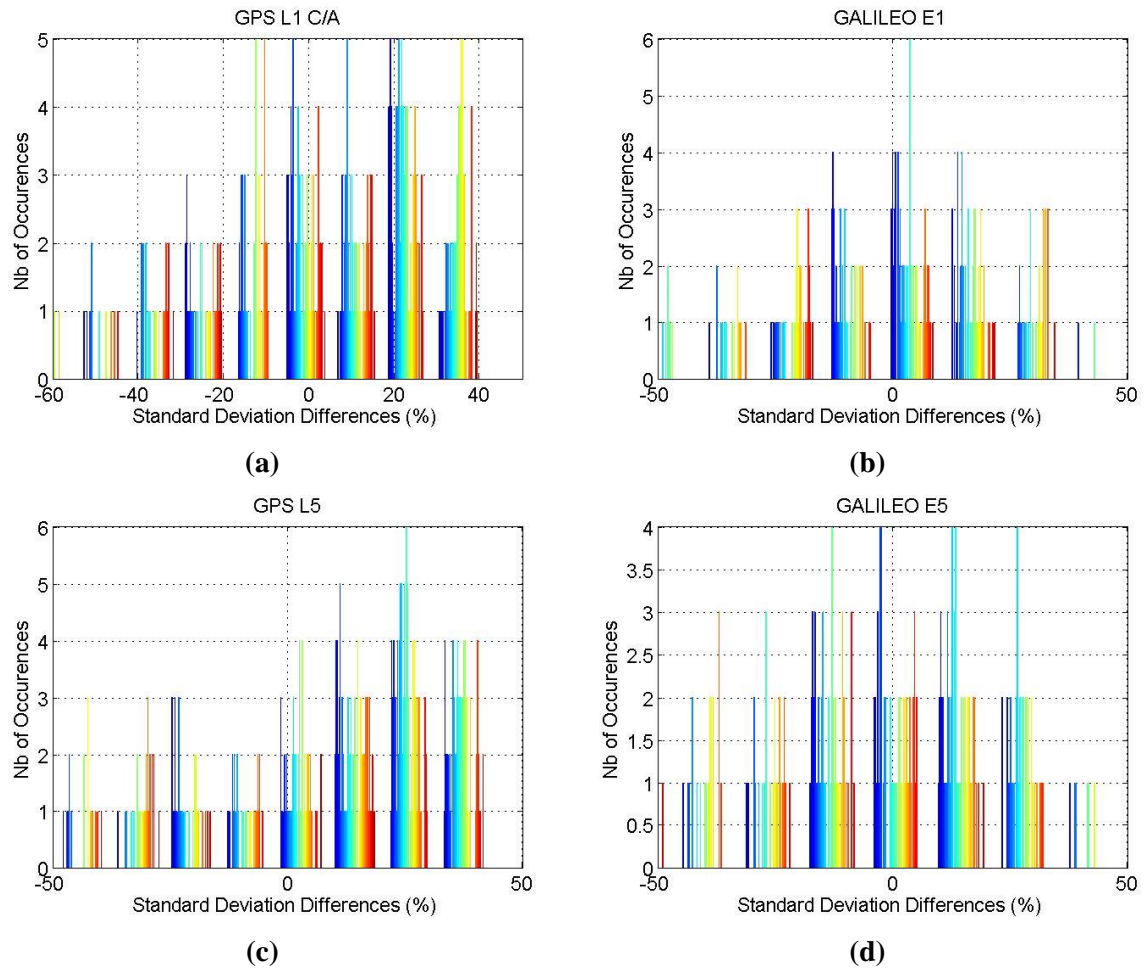 GPS L1 C/A
5
4
3
2
1
0
Nb of Occurences
-60 -40 -20 0 20 40
Standard Deviation Differences (%)
(a)
GALILEO E1
6
5
4
3
2
1
0
Nb of Occurences
-50 0 50
Standard Deviation Differences (%)
(b)
GPS L5
6
5
4
3
2
1
0
Nb of Occurences
-50 0 50
Standard Deviation Differences (%)
(c)
GALILEO E5
4
3.5
3
2.5
2
1.5
1
0.5
0
Nb of Occurences
-50 0 50
Standard Deviation Differences (%)
(d)